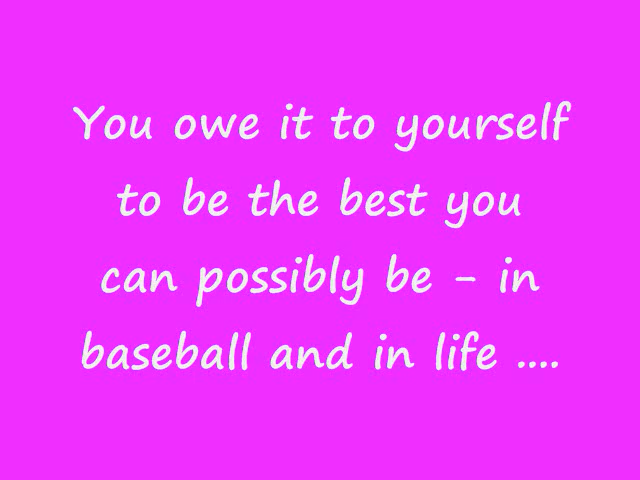 You owe it to yourself
to be the best you
can possibly be - in
baseball and in life ....